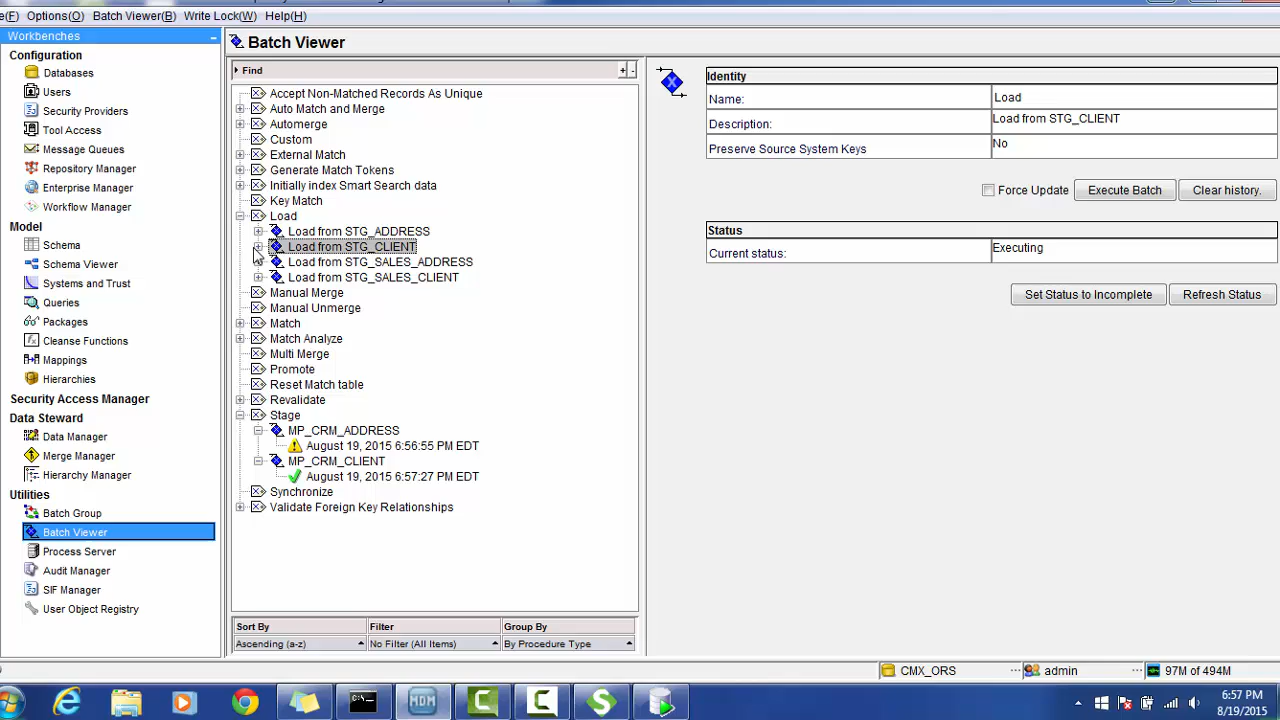 (F) Options(O) Batch Viewer(B) Write Lock(W) Help(H)
Workbenches
Configuration
Databases
Users
Security Providers
Tool Access
Message Queues
Repository Manager
Enterprise Manager
Workflow Manager
Model
Schema
Schema Viewer
Systems and Trust
Queries
Packages
Cleanse Functions
Mappings
Hierarchies
Security Access Manager
Data Steward
Data Manager
Merge Manager
Hierarchy Manager
Utilities
Batch Group
Batch Viewer
Process Server
Audit Manager
SIF Manager
User Object Registry
Batch Viewer
Find
Accept Non-Matched Records As Unique
Auto Match and Merge
Automerge
Custom
External Match
Generate Match Tokens
Initially index Smart Search data
Key Match
Load
Load from STG_ADDRESS
Load from STG_CLIENT
Load from STG_SALES_ADDRESS
Load from STG_SALES_CLIENT
Manual Merge
Manual Unmerge
Match
Match Analyze
Multi Merge
Promote
Reset Match table
Revalidate
Stage
MP_CRM_ADDRESS
August 19, 2015 6:56:55 PM EDT
MP_CRM_CLIENT
August 19, 2015 6:57:27 PM EDT
Synchronize
Validate Foreign Key Relationships
Sort By Filter Group By
Ascending (a-z) No Filter (All Items) By Procedure Type
Identity
Name: Load
Description: Load from STG_CLIENT
Preserve Source System Keys No
Force Update Execute Batch Clear history.
Status
Current status: Executing
Set Status to Incomplete Refresh Status
CMX_ORS admin 97M of 494M
MDM
6:57 PM
8/19/2015